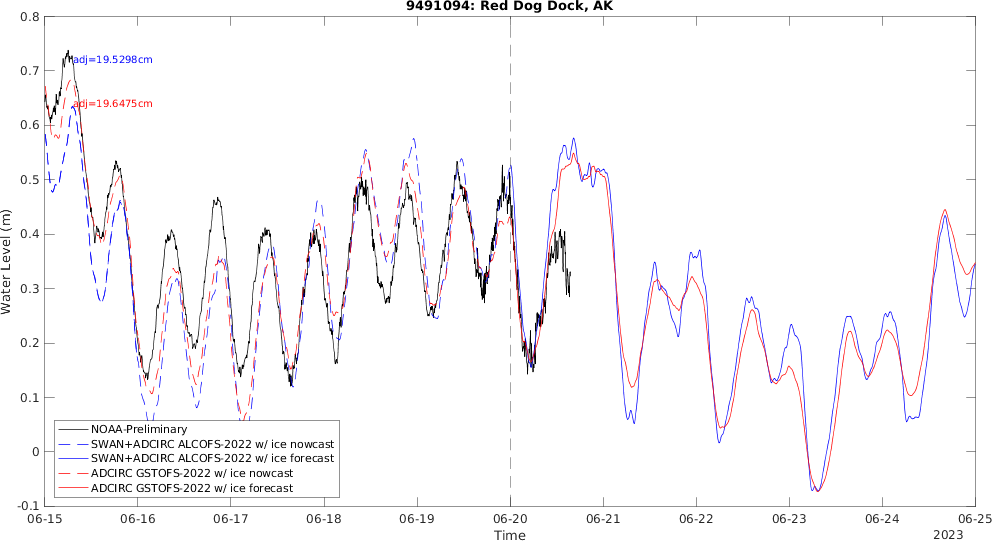 9491094: Red Dog Dock, AK
0.8
0.7
0.6
0.5
0.4
0.3
0.2
0.1
0
-0.1
Water Level (m)
adj=19.5298cm
adj=19.6475cm
NOAA-Preliminary
SWAN+ADCIRC ALCOFS-2022 w/ ice nowcast
SWAN+ADCIRC ALCOFS-2022 w/ ice forecast
ADCIRC GSTOFS-2022 w/ ice nowcast
ADCIRC GSTOFS-2022 w/ ice forecast
06-15 06-16 06-17 06-18 06-19 06-20 06-21 06-22 06-23 06-24 06-25
Time
2023